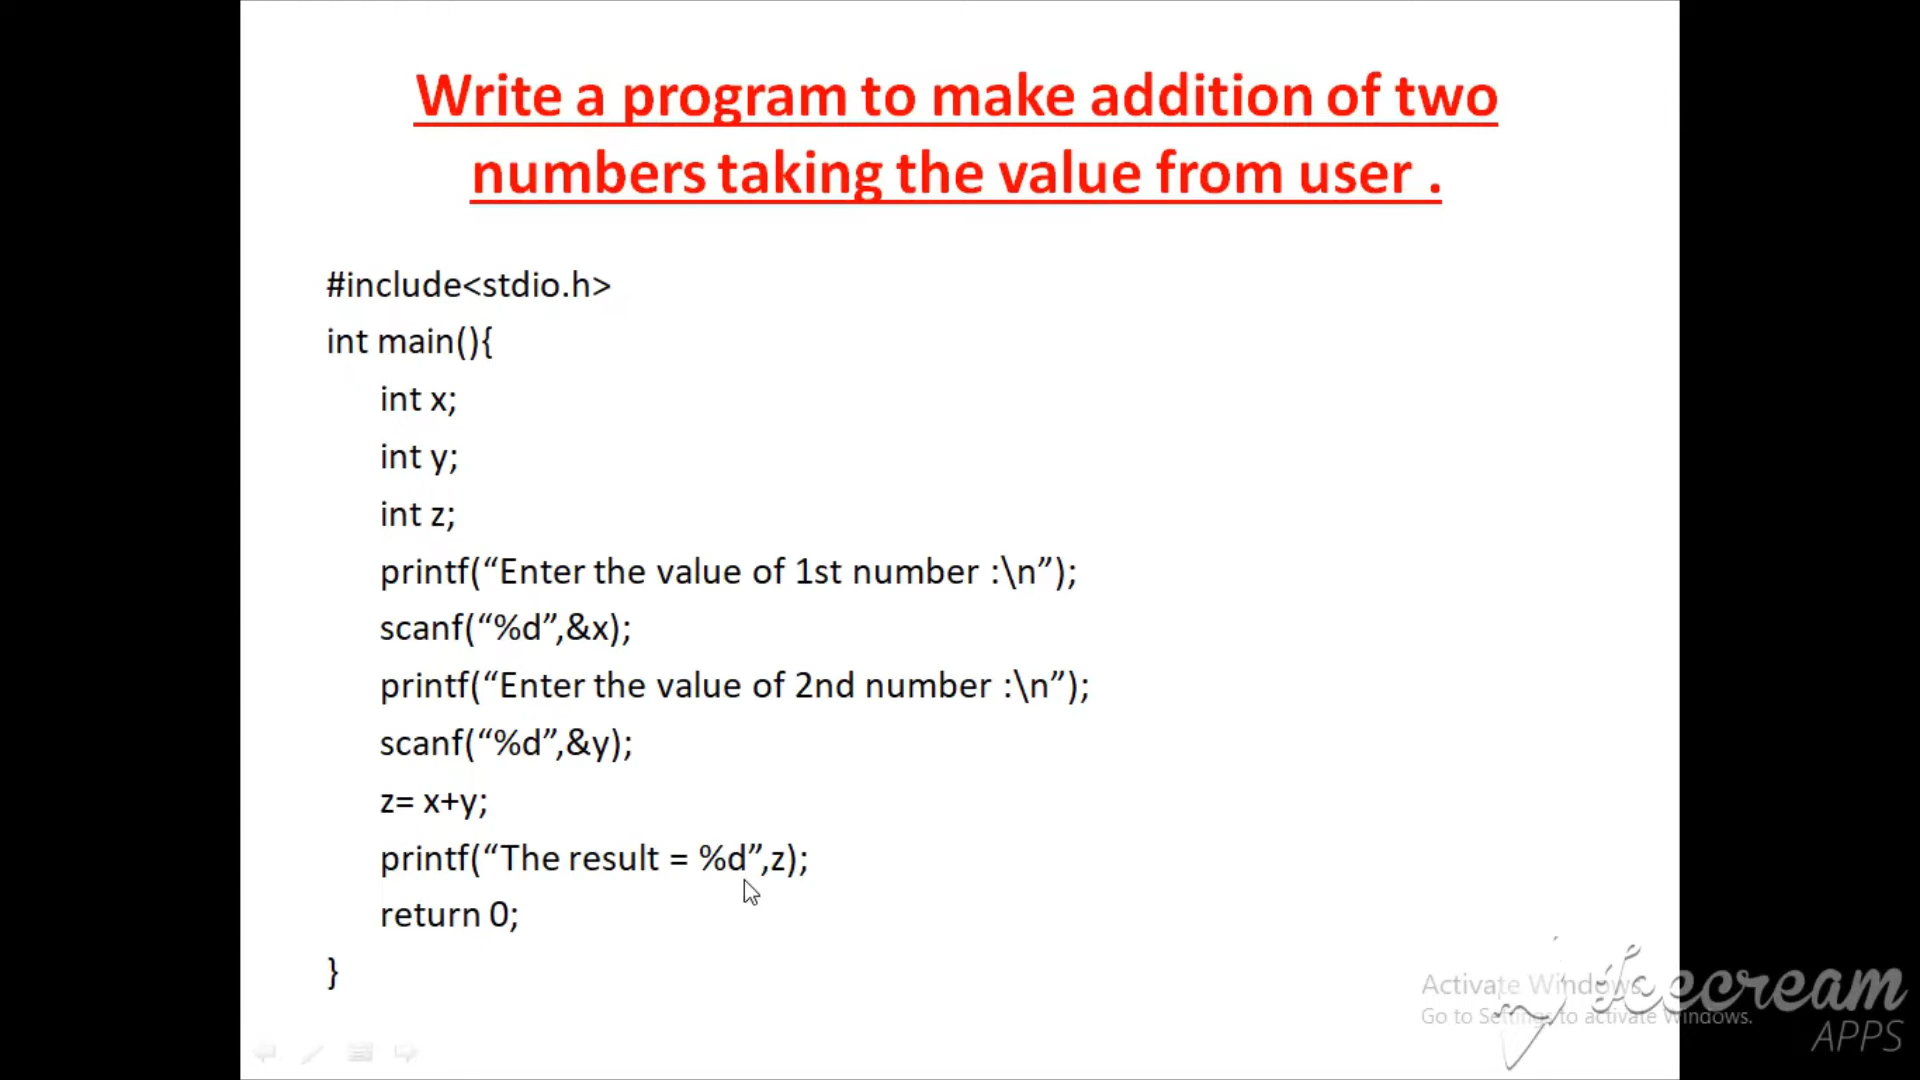 Write a program to make addition of two
numbers taking the value from user .
#include<stdio.h>
int main(){
int x;
int y;
int z;
printf(“Enter the value of 1st number :\n”);
scanf(“%d”,&x);
printf(“Enter the value of 2nd number :\n”);
scanf(“%d”,&y);
z= x+y;
printf(“The result = %d”,z);
return 0;
}
Activate Windows
Go to Settings to activate Windows.
Icecream
APPS